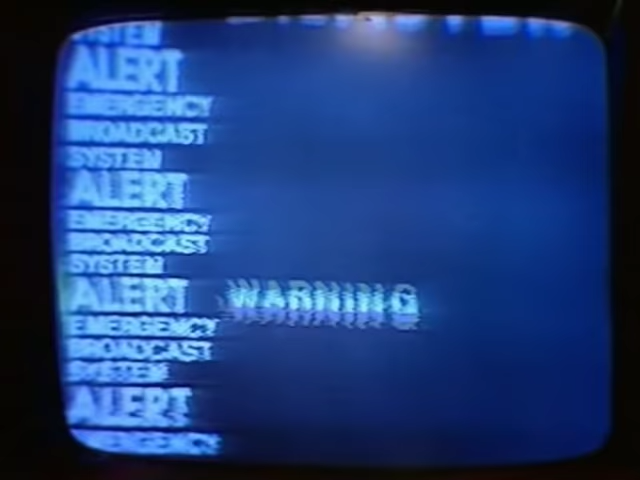 SYSTEM
ALERT
EMERGENCY
BROADCAST
SYSTEM
ALERT
EMERGENCY
BROADCAST
SYSTEM
ALERT WARNING
EMERGENCY
BROADCAST
SYSTEM
ALERT
EMERGENCY